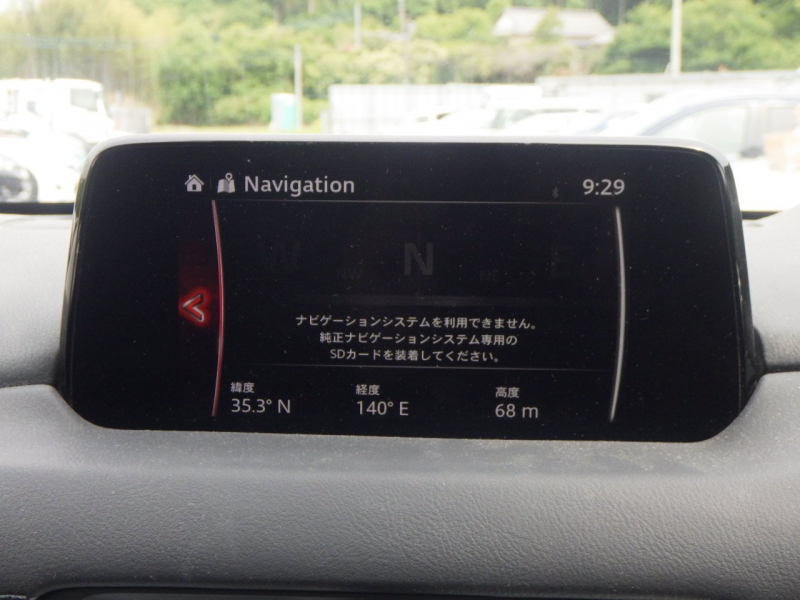 Navigation
9:29
W NW N NE E
ナビゲーションシステムを利用できません。
純正ナビゲーションシステム専用の
SDカードを装着してください。
緯度 経度 高度
35.3° N 140° E 68 m